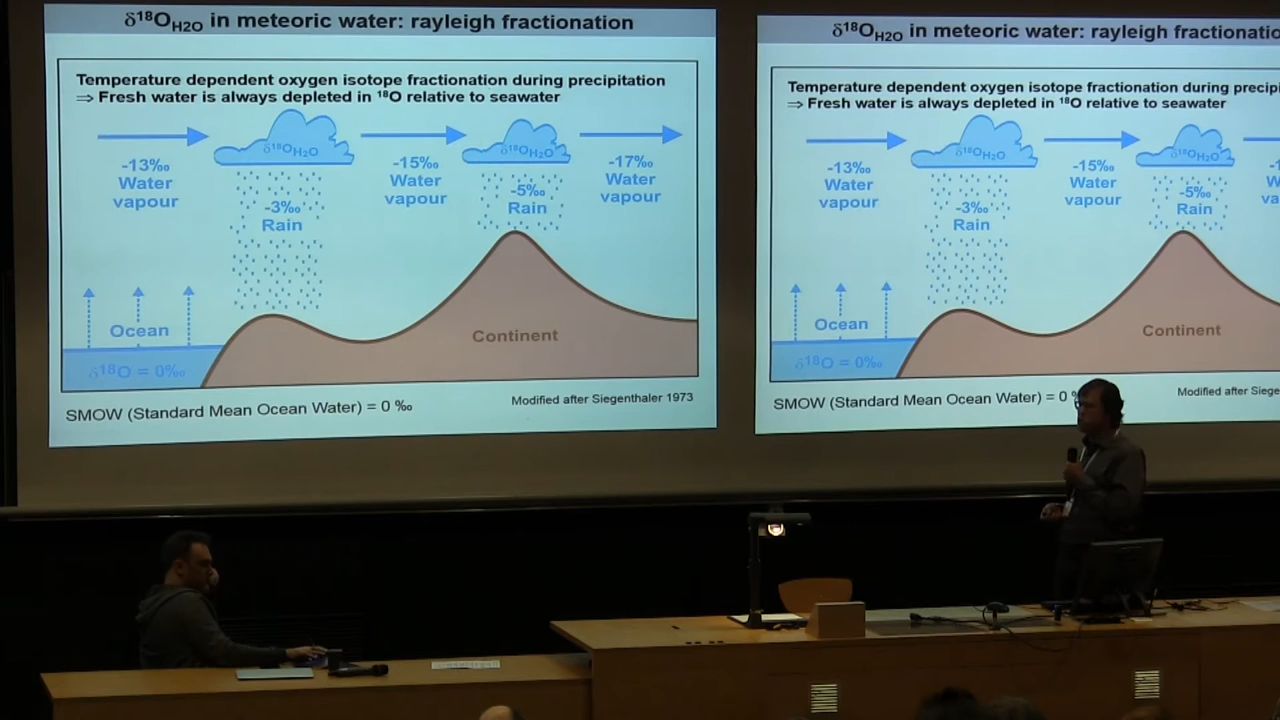 δ¹⁸O_H2O in meteoric water: rayleigh fractionation
Temperature dependent oxygen isotope fractionation during precipitation
⇒ Fresh water is always depleted in ¹⁸O relative to seawater
δ¹⁸O_H2O
δ¹⁸O_H2O
-13‰
Water
vapour
-3‰
Rain
-15‰
Water
vapour
-5‰
Rain
-17‰
Water
vapour
Ocean
δ¹⁸O = 0‰
Continent
SMOW (Standard Mean Ocean Water) = 0 ‰
Modified after Siegenthaler 1973
δ¹⁸O_H2O in meteoric water: rayleigh fractionatio
Temperature dependent oxygen isotope fractionation during precipi
⇒ Fresh water is always depleted in ¹⁸O relative to seawater
δ¹⁸O_H2O
δ¹⁸O_H2O
-13‰
Water
vapour
-3‰
Rain
-15‰
Water
vapour
-5‰
Rain
-1
Wa
va
Ocean
δ¹⁸O = 0‰
Continent
SMOW (Standard Mean Ocean Water) = 0
Modified after Siege